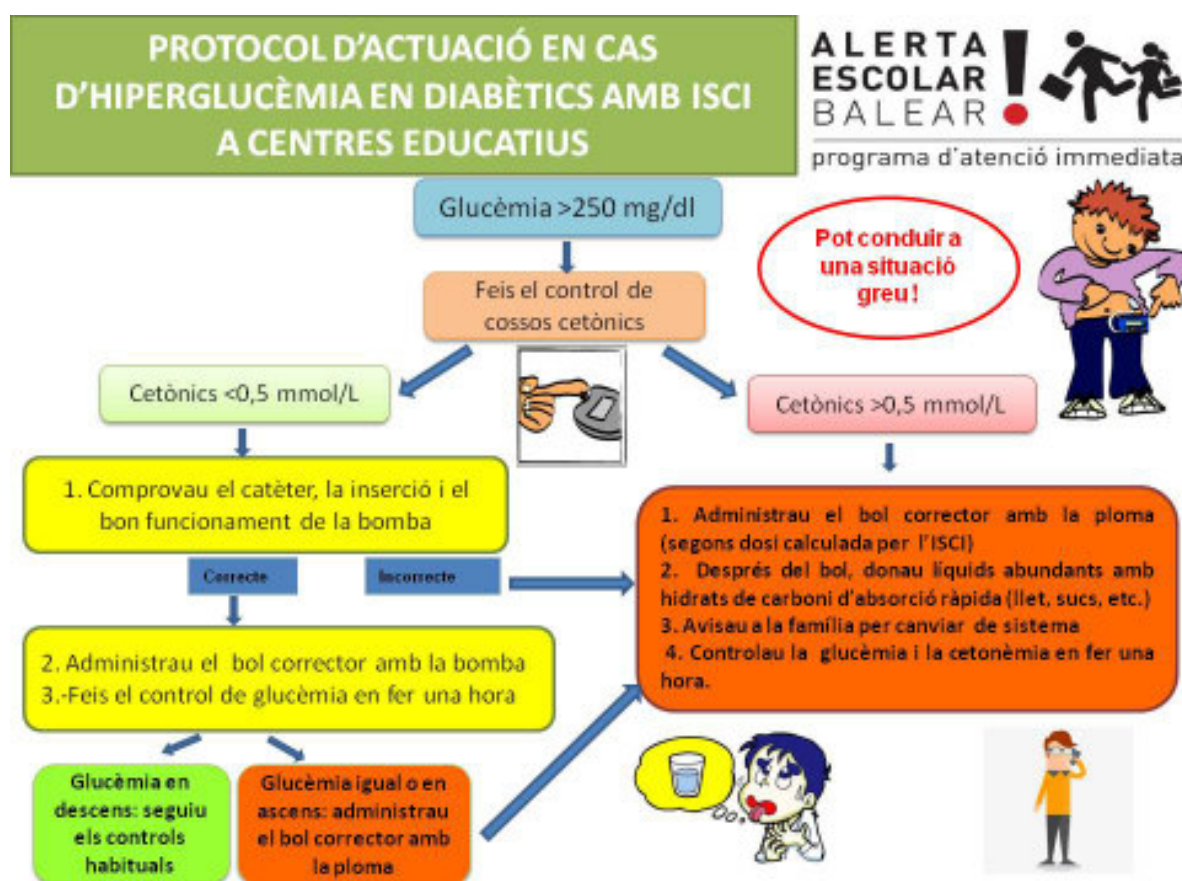 PROTOCOL D'ACTUACIÓ EN CAS
D'HIPERGLUCÈMIA EN DIABÈTICS AMB ISCI
A CENTRES EDUCATIUS
ALERTA
ESCOLAR
BALEAR
programa d'atenció immediata
Glucèmia >250 mg/dl
Pot conduir a
una situació
greu !
Feis el control de
cossos cetònics
Cetònics <0,5 mmol/L
Cetònics >0,5 mmol/L
1. Comprovau el catèter, la inserció i el
bon funcionament de la bomba
Correcte
Incorrecte
1. Administrau el bol corrector amb la ploma
(segons dosi calculada per l'ISCI)
2. Després del bol, donau líquids abundants amb
hidrats de carboni d'absorció ràpida (llet, sucs, etc.)
3. Avisau a la família per canviar de sistema
4. Controlau la glucèmia i la cetonèmia en fer una
hora.
2. Administrau el bol corrector amb la bomba
3.-Feis el control de glucèmia en fer una hora
Glucèmia en
descens: seguiu
els controls
habituals
Glucèmia igual o en
ascens: administrau
el bol corrector amb
la ploma